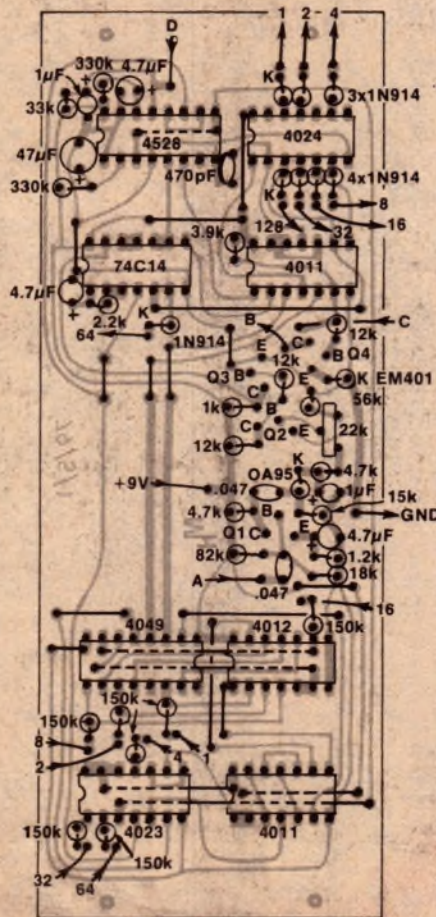 D
1 2 - 4
330k 4.7µF
1µF
33k
K
3x1N914
4528
4024
47µF
470pF
4x1N914
K
330k
8
128 32 16
3.9k
74C14
4011
4.7µF
2.2k
K
B
C
64
1N914
E
C
12k
12k
B Q4
Q3 B
E
K EM401
C
56k
1k
B
C
Q2
E
22k
12k
K
4.7k
OA95
+9V
.047
1µF
15k
4.7k
B
E
GND
Q1 C
4.7µF
82k
1.2k
A
18k
.047
16
4049
4012
150k
150k
150k
8
2
4
1
150k
4023
4011
32
64
150k
79/5/1